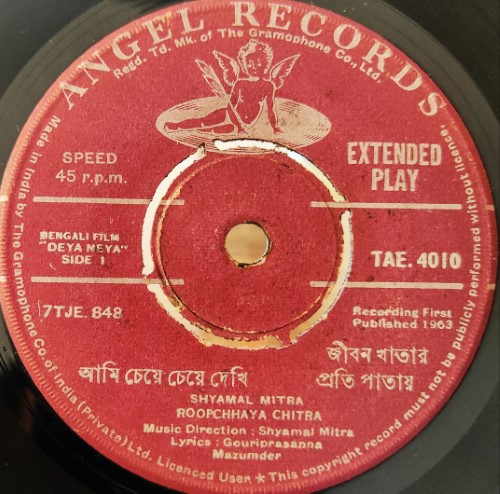 ANGEL RECORDS
Regd. Td. Mk. of The Gramophone Co., Ltd.
SPEED
45 r.p.m.
EXTENDED
PLAY
BENGALI FILM
"DEYA NEYA"
SIDE 1
TAE. 4010
7TJE. 848
Recording First
Published 1963
আমি চেয়ে চেয়ে দেখি
জীবন খাতার
প্রতি পাতায়
SHYAMAL MITRA
ROOPCHHAYA CHITRA
Music Direction : Shyamal Mitra
Lyrics : Gouriprasanna
Mazumder
Made in India by The Gramophone Co. of India (Private) Ltd. Licenced User * This copyright record must not be publicly performed without licence.